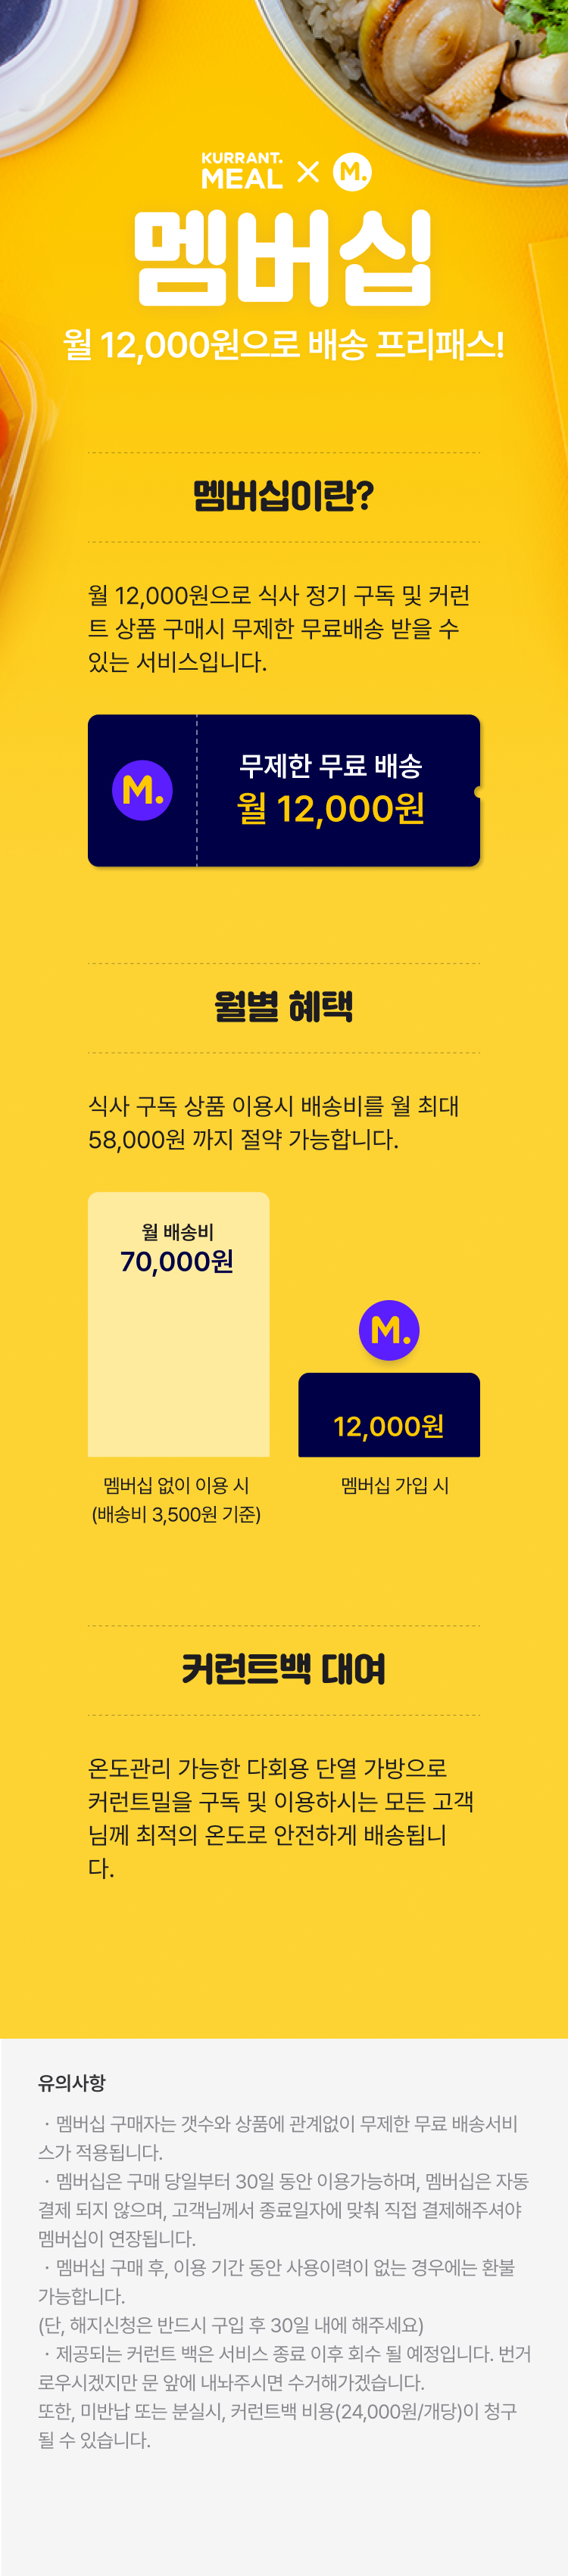 KURRANT.
MEAL × M.
멤버십
월 12,000원으로 배송 프리패스!
멤버십이란?
월 12,000원으로 식사 정기 구독 및 커런
트 상품 구매시 무제한 무료배송 받을 수
있는 서비스입니다.
M.
무제한 무료 배송
월 12,000원
월별 혜택
식사 구독 상품 이용시 배송비를 월 최대
58,000원 까지 절약 가능합니다.
월 배송비
70,000원
M.
12,000원
멤버십 없이 이용 시
(배송비 3,500원 기준)
멤버십 가입 시
커런트백 대여
온도관리 가능한 다회용 단열 가방으로
커런트밀을 구독 및 이용하시는 모든 고객
님께 최적의 온도로 안전하게 배송됩니
다.
유의사항
· 멤버십 구매자는 갯수와 상품에 관계없이 무제한 무료 배송서비
스가 적용됩니다.
· 멤버십은 구매 당일부터 30일 동안 이용가능하며, 멤버십은 자동
결제 되지 않으며, 고객님께서 종료일자에 맞춰 직접 결제해주셔야
멤버십이 연장됩니다.
· 멤버십 구매 후, 이용 기간 동안 사용이력이 없는 경우에는 환불
가능합니다.
(단, 해지신청은 반드시 구입 후 30일 내에 해주세요)
· 제공되는 커런트 백은 서비스 종료 이후 회수 될 예정입니다. 번거
로우시겠지만 문 앞에 내놔주시면 수거해가겠습니다.
또한, 미반납 또는 분실시, 커런트백 비용(24,000원/개당)이 청구
될 수 있습니다.